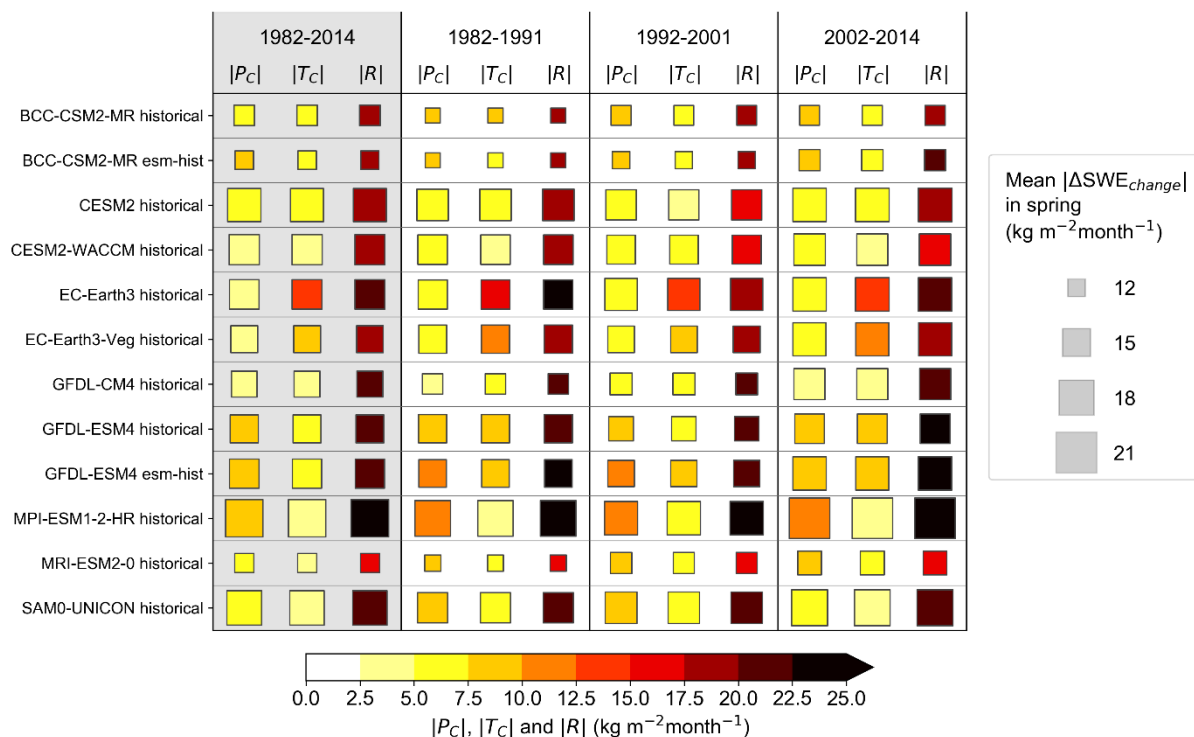 1982-2014 1982-1991 1992-2001 2002-2014
|P_C| |T_C| |R| |P_C| |T_C| |R| |P_C| |T_C| |R| |P_C| |T_C| |R|
BCC-CSM2-MR historical
BCC-CSM2-MR esm-hist
CESM2 historical
CESM2-WACCM historical
EC-Earth3 historical
EC-Earth3-Veg historical
GFDL-CM4 historical
GFDL-ESM4 historical
GFDL-ESM4 esm-hist
MPI-ESM1-2-HR historical
MRI-ESM2-0 historical
SAM0-UNICON historical
Mean |ΔSWE_change|
in spring
(kg m⁻²month⁻¹)
12
15
18
21
0.0 2.5 5.0 7.5 10.0 12.5 15.0 17.5 20.0 22.5 25.0
|P_C|, |T_C| and |R| (kg m⁻²month⁻¹)